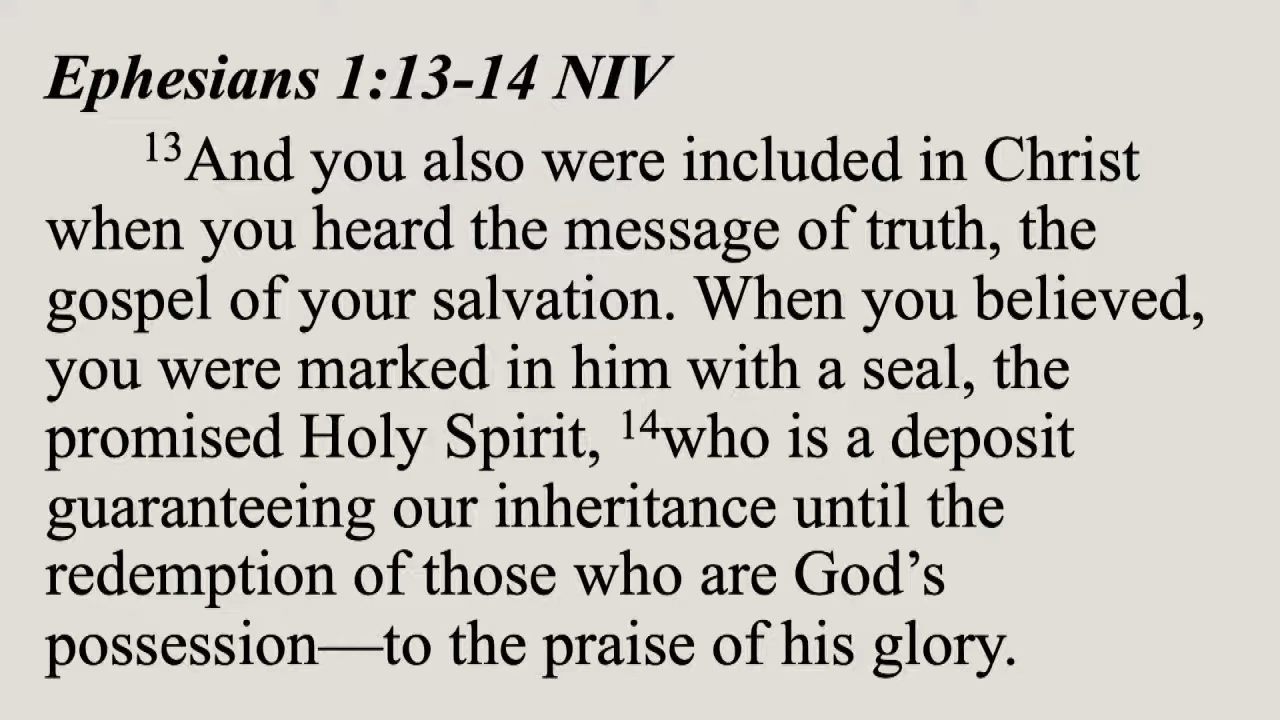 Ephesians 1:13-14 NIV
¹³And you also were included in Christ
when you heard the message of truth, the
gospel of your salvation. When you believed,
you were marked in him with a seal, the
promised Holy Spirit, ¹⁴who is a deposit
guaranteeing our inheritance until the
redemption of those who are God’s
possession—to the praise of his glory.